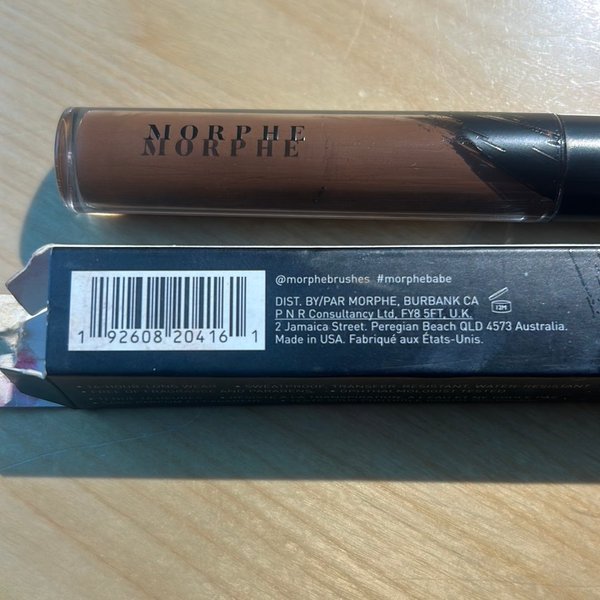 MORPHE
@morphebrushes #morphebabe
DIST. BY/PAR MORPHE, BURBANK CA
P N R Consultancy Ltd, FY8 5FT, U.K.
2 Jamaica Street. Peregian Beach QLD 4573 Australia.
Made in USA. Fabriqué aux États-Unis.
12M
1 92608 20416 1